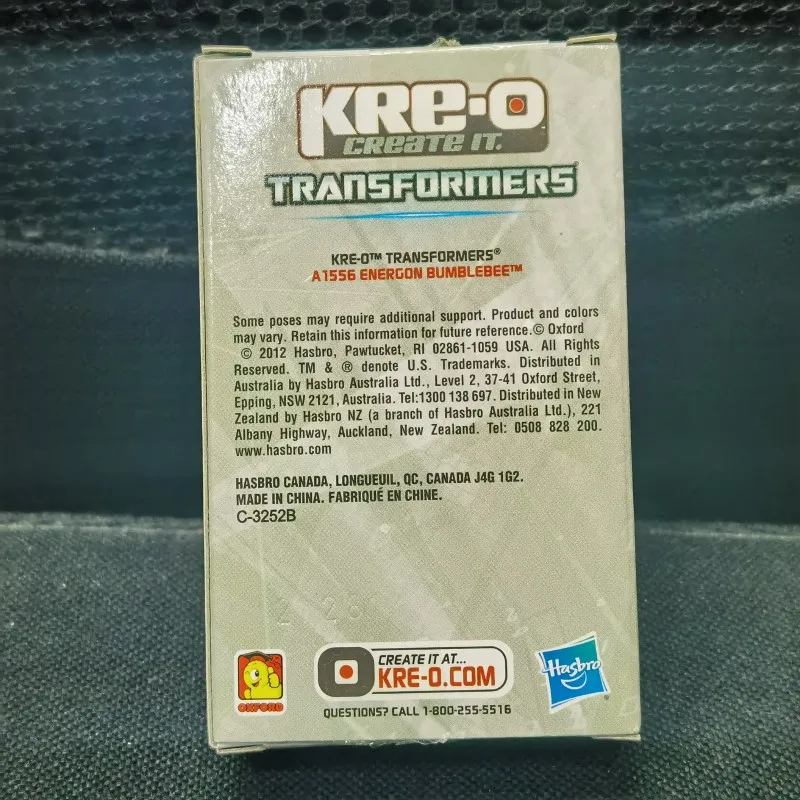 KRE-O
CREATE IT.
TRANSFORMERS
KRE-O™ TRANSFORMERS®
A1556 ENERGON BUMBLEBEE™
Some poses may require additional support. Product and colors
may vary. Retain this information for future reference.© Oxford
© 2012 Hasbro, Pawtucket, RI 02861-1059 USA. All Rights
Reserved. TM & ® denote U.S. Trademarks. Distributed in
Australia by Hasbro Australia Ltd., Level 2, 37-41 Oxford Street,
Epping, NSW 2121, Australia. Tel:1300 138 697. Distributed in New
Zealand by Hasbro NZ (a branch of Hasbro Australia Ltd.), 221
Albany Highway, Auckland, New Zealand. Tel: 0508 828 200.
www.hasbro.com
HASBRO CANADA, LONGUEUIL, QC, CANADA J4G 1G2.
MADE IN CHINA. FABRIQUÉ EN CHINE.
C-3252B
OXFORD
CREATE IT AT...
KRE-O.COM
Hasbro
®
QUESTIONS? CALL 1-800-255-5516